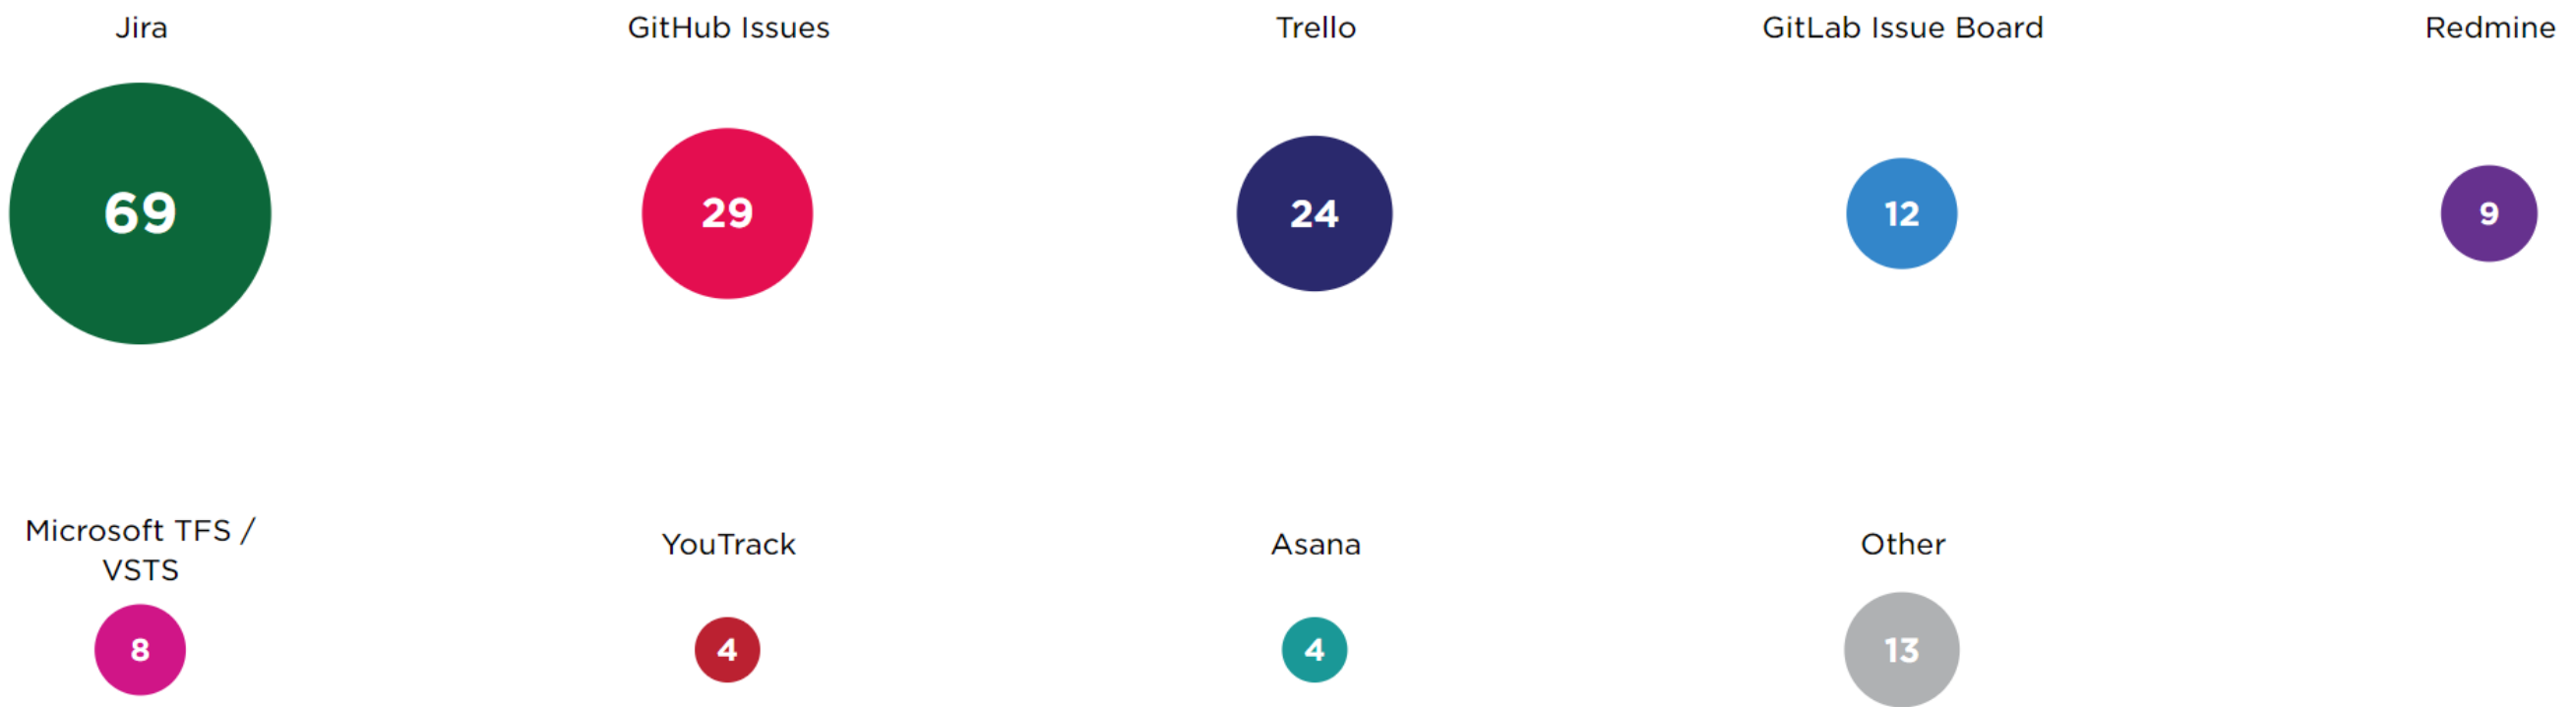 Jira
GitHub Issues
Trello
GitLab Issue Board
Redmine
69
29
24
12
9
Microsoft TFS /
VSTS
YouTrack
Asana
Other
8
4
4
13